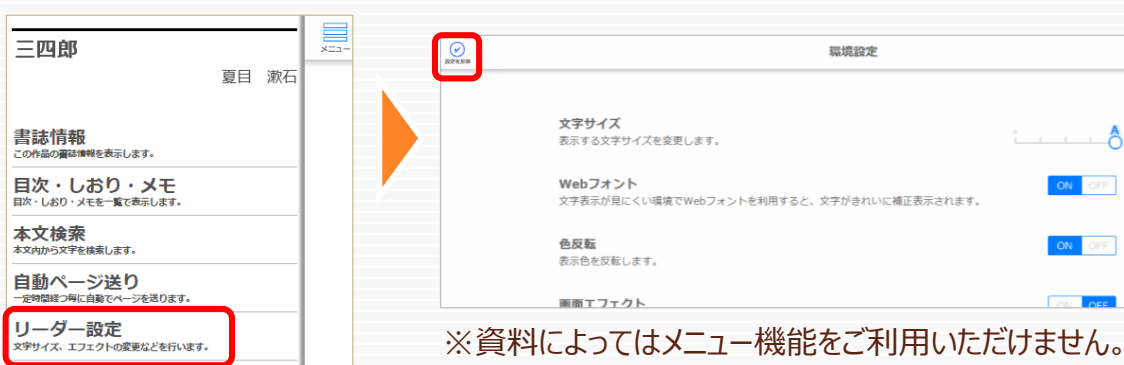 三四郎
夏目 漱石
メニュー
書誌情報
この作品の書誌情報を表示します。
目次・しおり・メモ
目次・しおり・メモを一覧で表示します。
本文検索
本文内から文字を検索します。
自動ページ送り
一定時間経つ毎に自動でページを送ります。
リーダー設定
文字サイズ、エフェクトの変更などを行います。
設定を反映
環境設定
文字サイズ
表示する文字サイズを変更します。
A A
Webフォント
文字表示が見にくい環境でWebフォントを利用すると、文字がきれいに補正表示されます。
ON OFF
色反転
表示色を反転します。
ON OFF
画面エフェクト
ON OFF
※資料によってはメニュー機能をご利用いただけません。